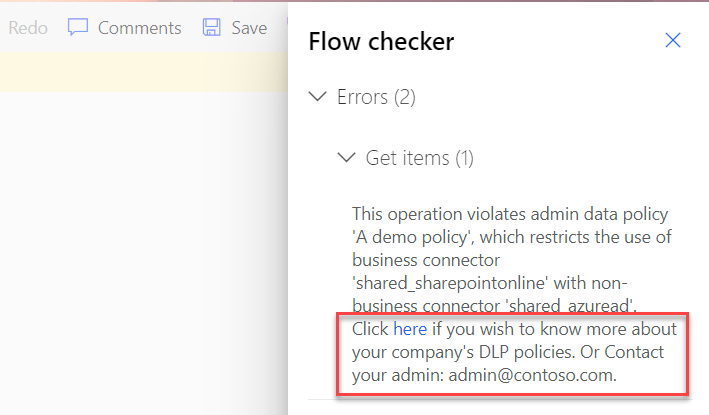 Redo Comments Save
Flow checker
Errors (2)
Get items (1)
This operation violates admin data policy
'A demo policy', which restricts the use of
business connector
'shared_sharepointonline' with non-
business connector 'shared_azuread'.
Click here if you wish to know more about
your company's DLP policies. Or Contact
your admin: admin@contoso.com.